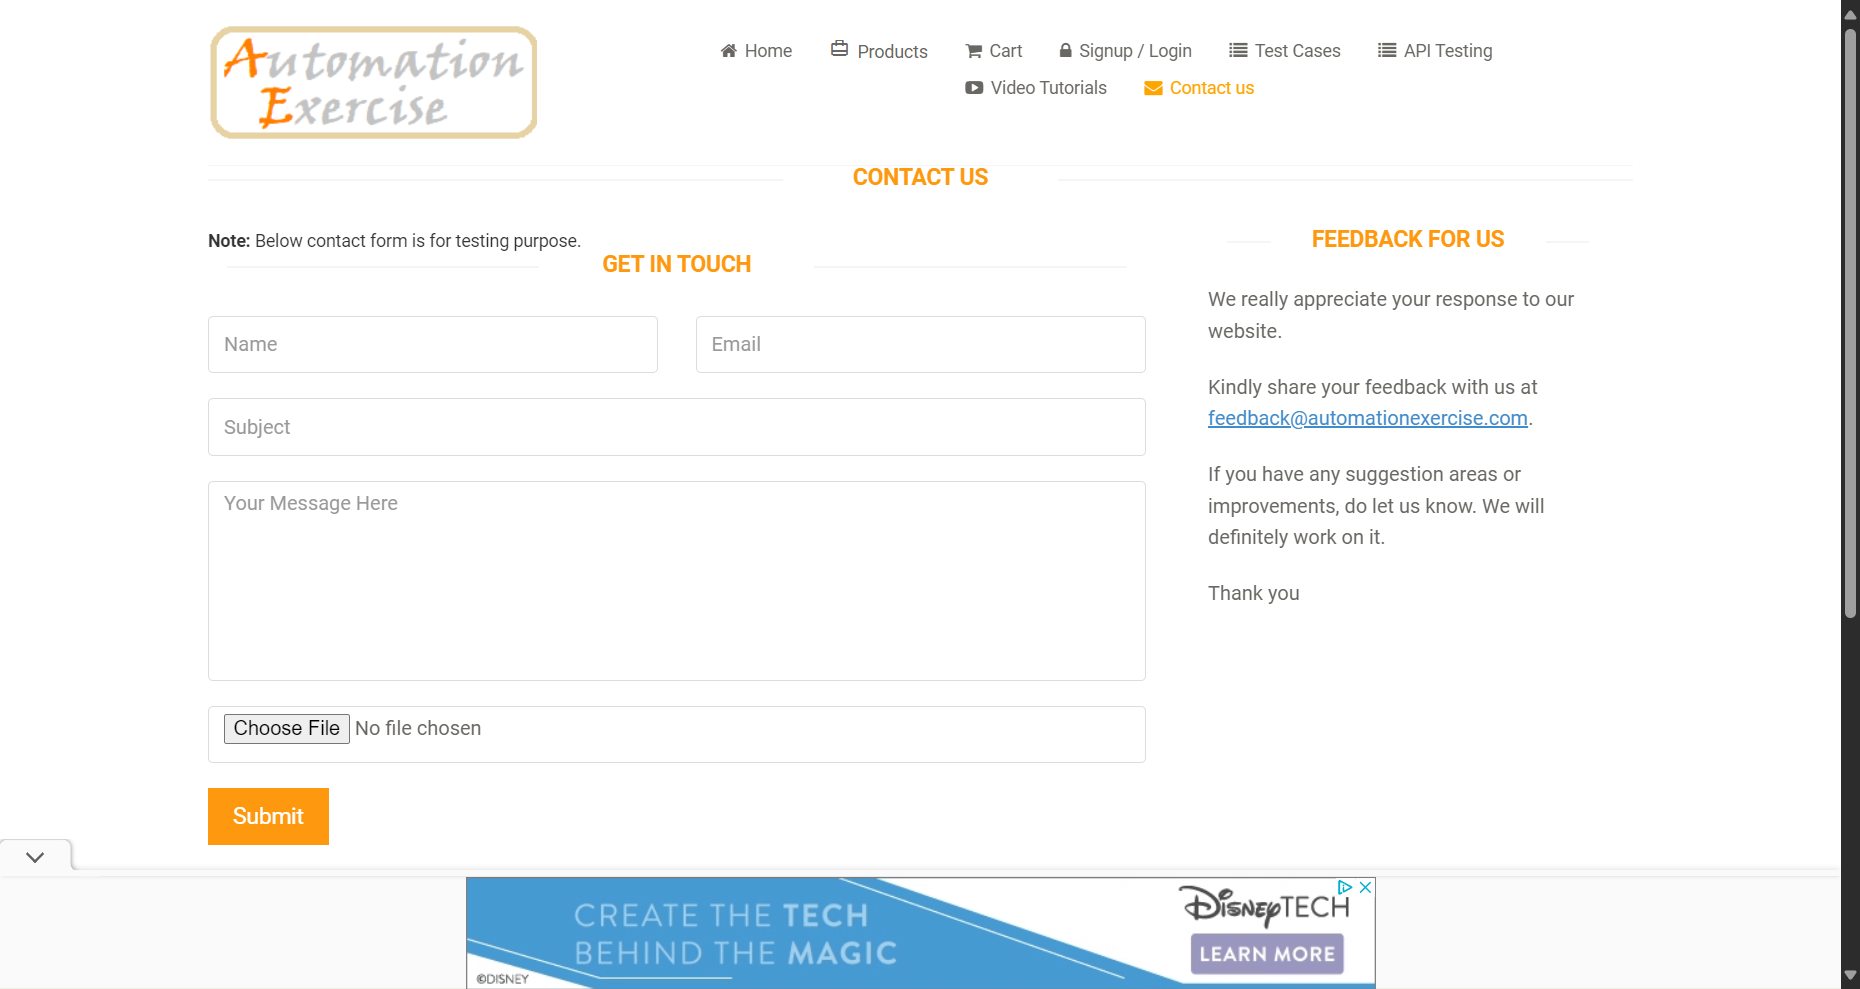 Automation
Exercise
Home
Products
Cart
Signup / Login
Test Cases
API Testing
Video Tutorials
Contact us
CONTACT US
Note: Below contact form is for testing purpose.
GET IN TOUCH
Name
Email
Subject
Your Message Here
Choose File No file chosen
Submit
FEEDBACK FOR US
We really appreciate your response to our
website.
Kindly share your feedback with us at
feedback@automationexercise.com.
If you have any suggestion areas or
improvements, do let us know. We will
definitely work on it.
Thank you
CREATE THE TECH
BEHIND THE MAGIC
©DISNEY
DISNEYTECH
LEARN MORE